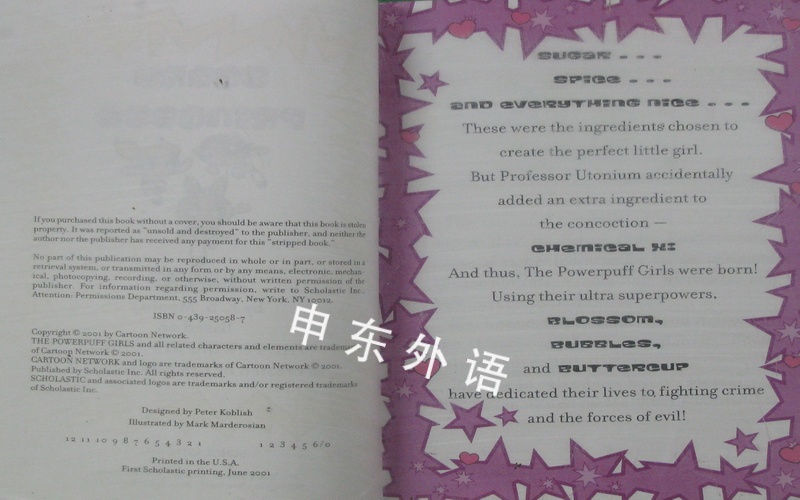 If you purchased this book without a cover, you should be aware that this book is stolen
property. It was reported as "unsold and destroyed" to the publisher, and neither the
author nor the publisher has received any payment for this "stripped book."
No part of this publication may be reproduced in whole or in part, or stored in a
retrieval system, or transmitted in any form or by any means, electronic, mechan-
ical, photocopying, recording, or otherwise, without written permission of the
publisher. For information regarding permission, write to Scholastic Inc.,
Attention: Permissions Department, 555 Broadway, New York, NY 10012.
ISBN 0-439-25058-7
Copyright © 2001 by Cartoon Network.
THE POWERPUFF GIRLS and all related characters and elements are trademarks
of Cartoon Network © 2001.
CARTOON NETWORK and logo are trademarks of Cartoon Network © 2001.
Published by Scholastic Inc. All rights reserved.
SCHOLASTIC and associated logos are trademarks and/or registered trademarks
of Scholastic Inc.
Designed by Peter Koblish
Illustrated by Mark Marderosian
12 11 10 9 8 7 6 5 4 3 2 1 1 2 3 4 5 6/0
Printed in the U.S.A.
First Scholastic printing, June 2001
SUGAR . . .
SPICE . . .
AND EVERYTHING NICE . . .
These were the ingredients chosen to
create the perfect little girl.
But Professor Utonium accidentally
added an extra ingredient to
the concoction —
CHEMICAL X!
And thus, The Powerpuff Girls were born!
Using their ultra superpowers,
BLOSSOM,
BUBBLES,
and BUTTERCUP
have dedicated their lives to fighting crime
and the forces of evil!
申东外语